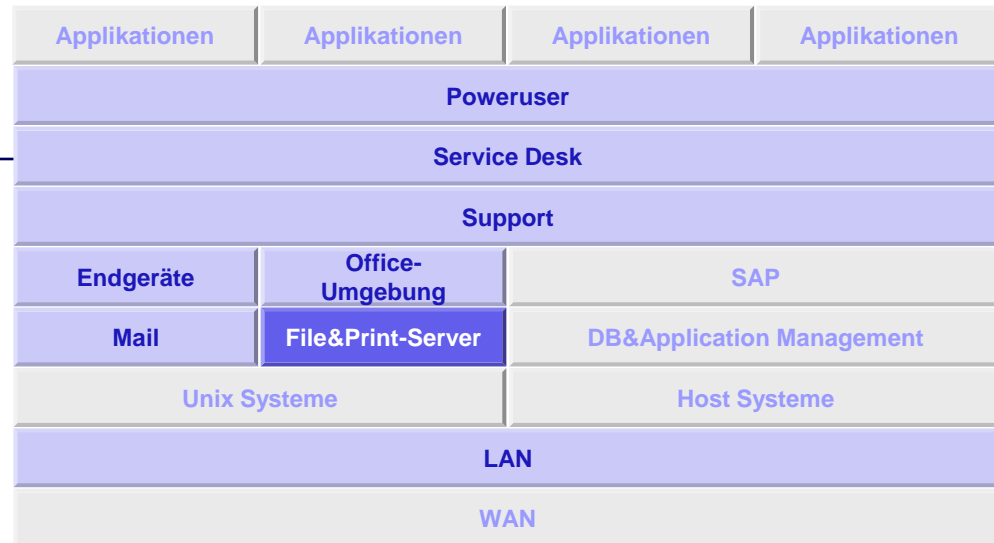 Applikationen Applikationen Applikationen Applikationen
Poweruser
Service Desk
Support
Endgeräte Office- SAP
Umgebung
Mail File&Print-Server DB&Application Management
Unix Systeme Host Systeme
LAN
WAN